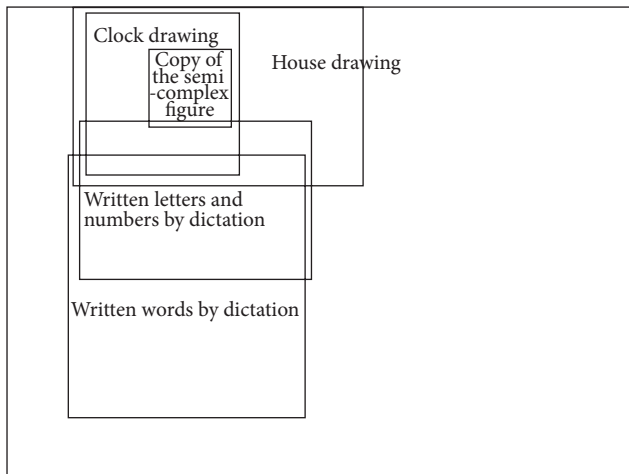 Clock drawing
House drawing
Copy of
the semi
-complex
figure
Written letters and
numbers by dictation
Written words by dictation